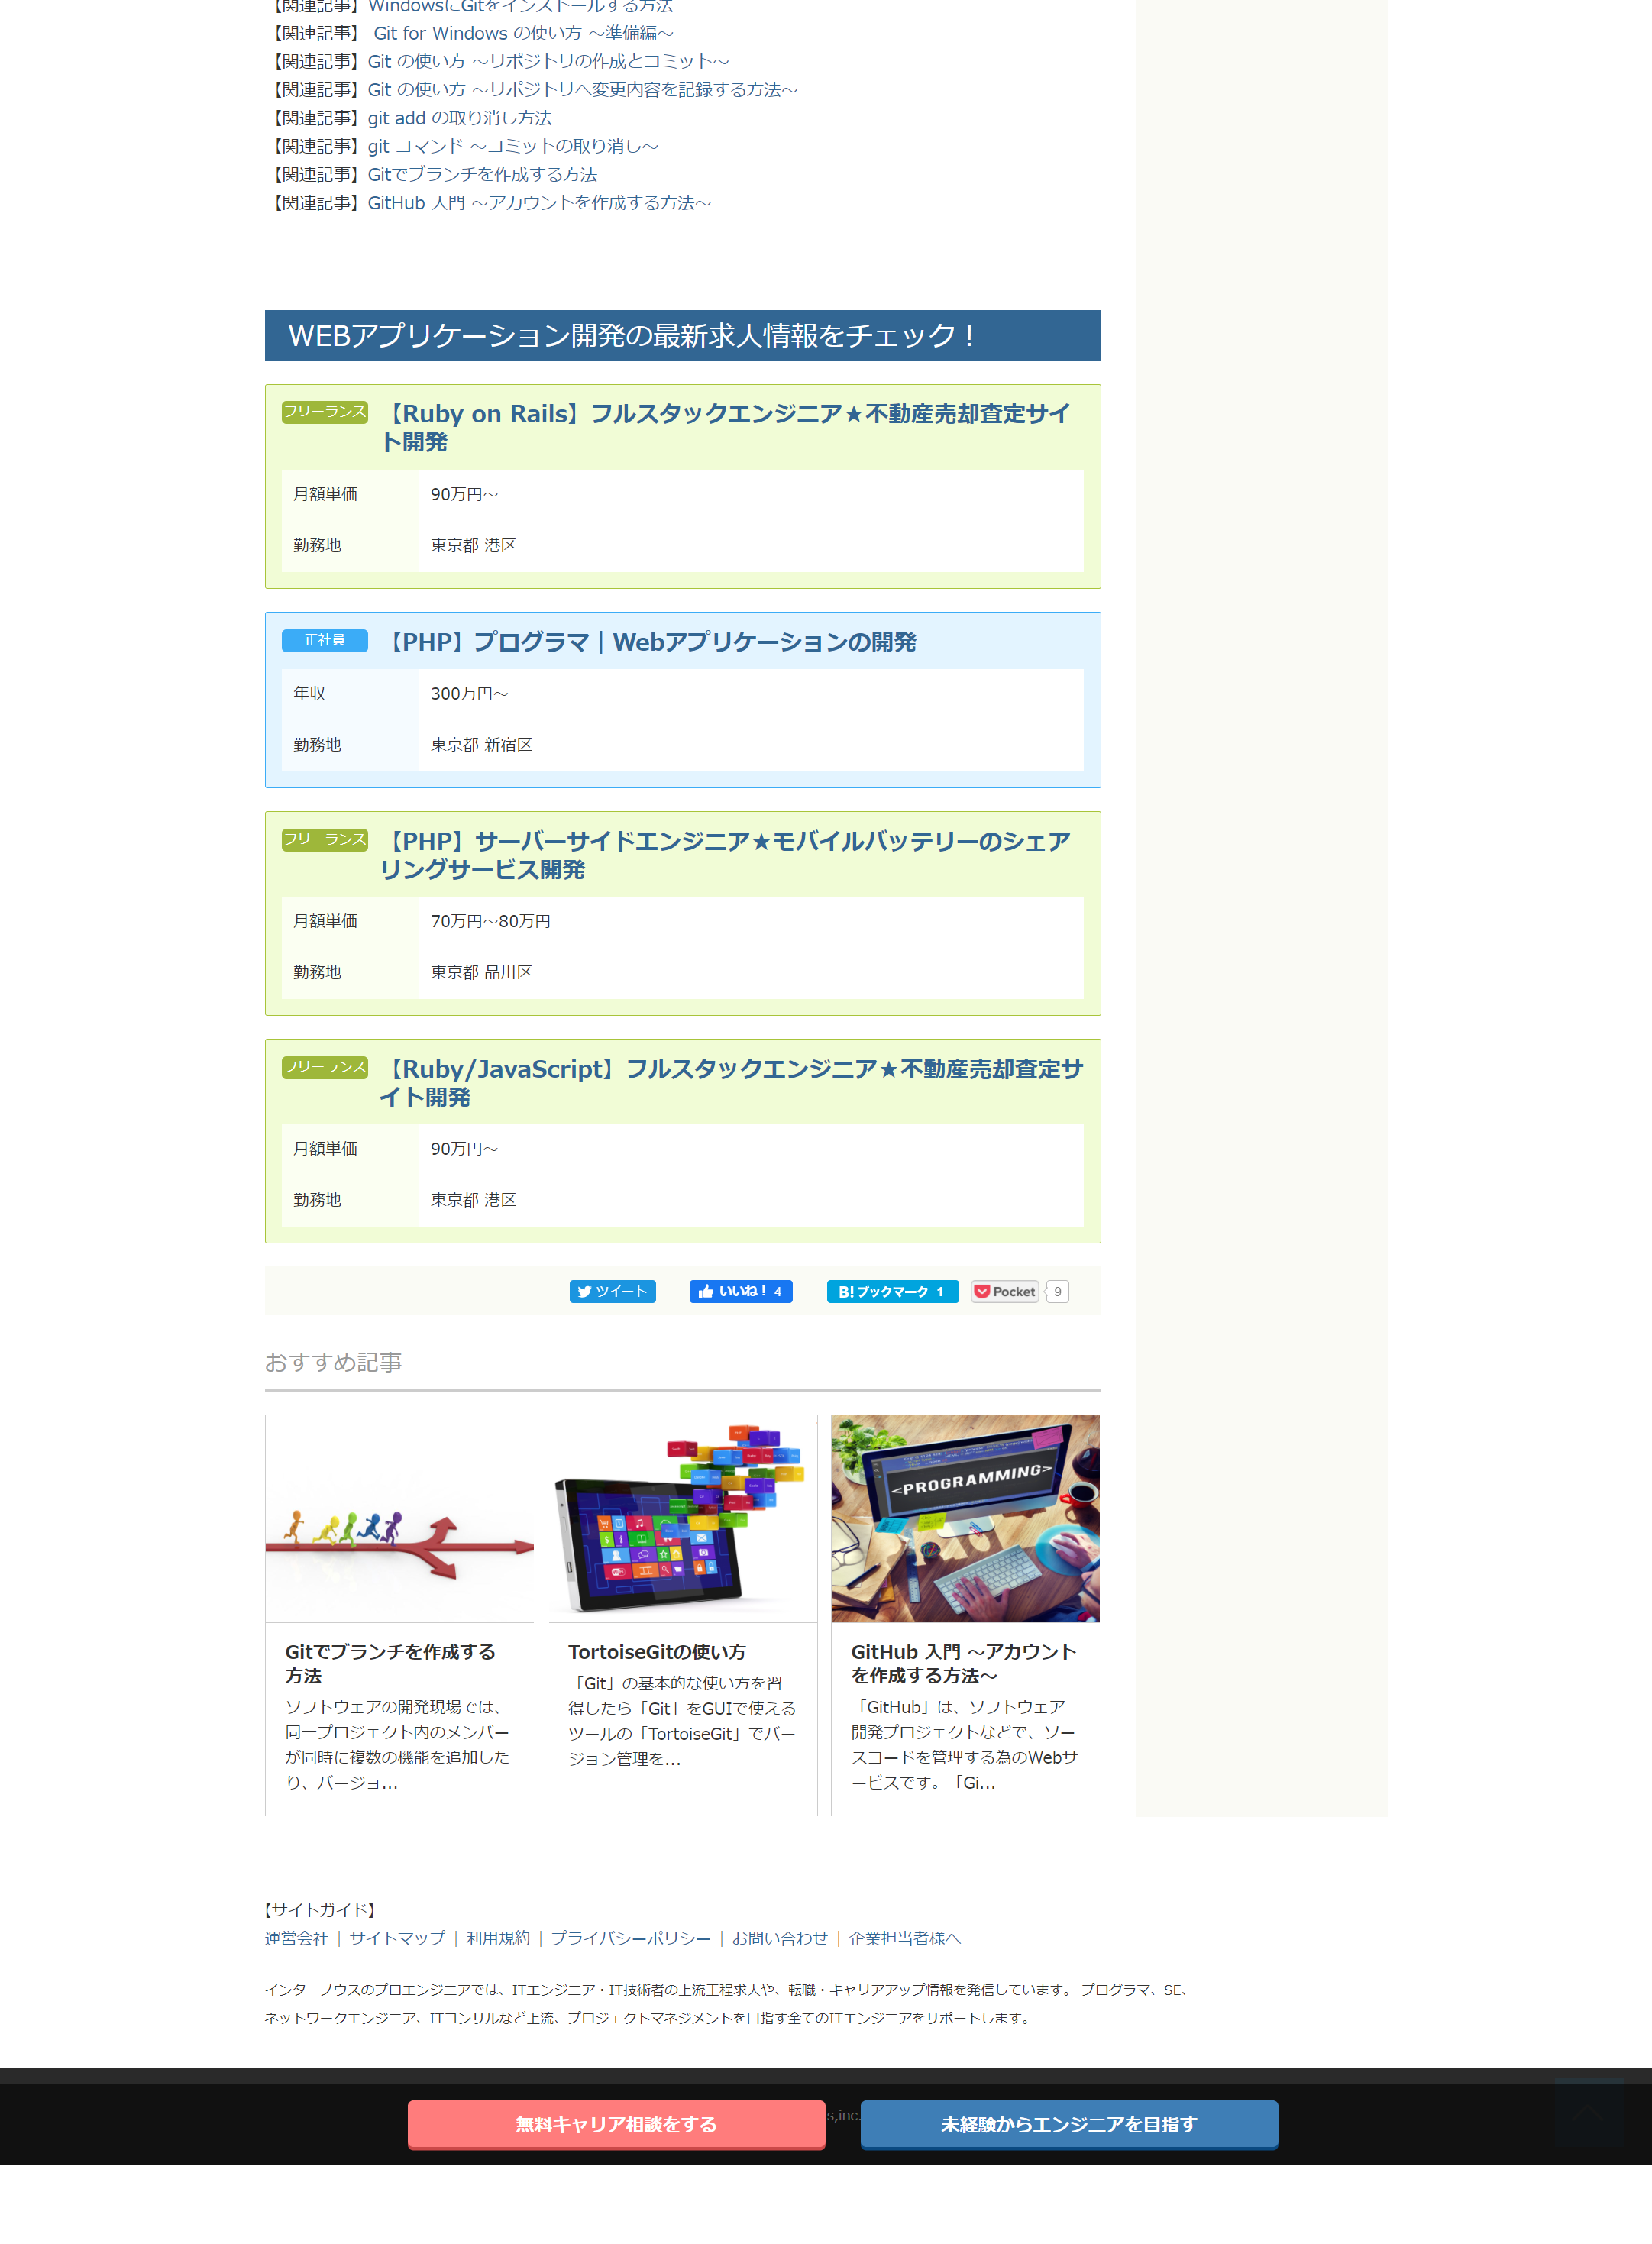 【関連記事】WindowsにGitをインストールする方法
【関連記事】 Git for Windows の使い方 ～準備編～
【関連記事】Git の使い方 ～リポジトリの作成とコミット～
【関連記事】Git の使い方 ～リポジトリへ変更内容を記録する方法～
【関連記事】git add の取り消し方法
【関連記事】git コマンド ～コミットの取り消し～
【関連記事】Gitでブランチを作成する方法
【関連記事】GitHub 入門 ～アカウントを作成する方法～
WEBアプリケーション開発の最新求人情報をチェック！
フリーランス 【Ruby on Rails】フルスタックエンジニア★不動産売却査定サイ
ト開発
月額単価 90万円～
勤務地 東京都 港区
正社員 【PHP】プログラマ｜Webアプリケーションの開発
年収 300万円～
勤務地 東京都 新宿区
フリーランス 【PHP】サーバーサイドエンジニア★モバイルバッテリーのシェア
リングサービス開発
月額単価 70万円～80万円
勤務地 東京都 品川区
フリーランス 【Ruby/JavaScript】フルスタックエンジニア★不動産売却査定サ
イト開発
月額単価 90万円～
勤務地 東京都 港区
ツイート いいね！ 4 B!ブックマーク 1 Pocket 9
おすすめ記事
<PROGRAMMING>
Gitでブランチを作成する
方法
ソフトウェアの開発現場では、
同一プロジェクト内のメンバー
が同時に複数の機能を追加した
り、バージョ...
TortoiseGitの使い方
「Git」の基本的な使い方を習
得したら「Git」をGUIで使える
ツールの「TortoiseGit」でバー
ジョン管理を...
GitHub 入門 ～アカウント
を作成する方法～
「GitHub」は、ソフトウェア
開発プロジェクトなどで、ソー
スコードを管理する為のWebサ
ービスです。「Gi...
【サイトガイド】
運営会社｜サイトマップ｜利用規約｜プライバシーポリシー｜お問い合わせ｜企業担当者様へ
インターノウスのプロエンジニアでは、ITエンジニア・IT技術者の上流工程求人や、転職・キャリアアップ情報を発信しています。 プログラマ、SE、
ネットワークエンジニア、ITコンサルなど上流、プロジェクトマネジメントを目指す全てのITエンジニアをサポートします。
無料キャリア相談をする s,inc. 未経験からエンジニアを目指す